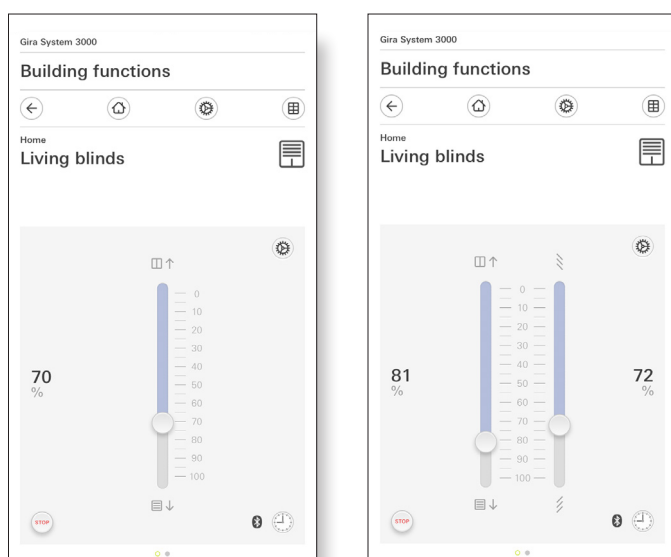 Gira System 3000
Building functions
Home
Living blinds
0
10
20
30
40
50
60
70
80
90
100
70
%
STOP
Gira System 3000
Building functions
Home
Living blinds
0
10
20
30
40
50
60
70
80
90
100
81
%
72
%
STOP